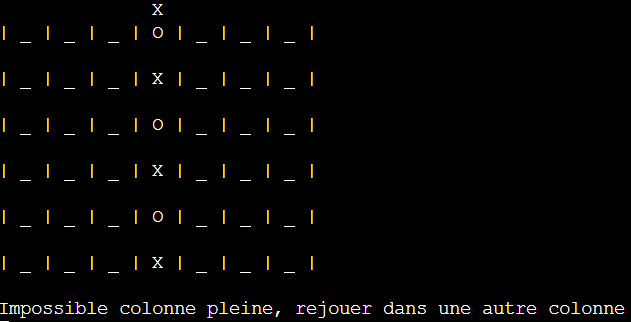 X
| _ | _ | _ | O | _ | _ | _ |
| _ | _ | _ | X | _ | _ | _ |
| _ | _ | _ | O | _ | _ | _ |
| _ | _ | _ | X | _ | _ | _ |
| _ | _ | _ | O | _ | _ | _ |
| _ | _ | _ | X | _ | _ | _ |
Impossible colonne pleine, rejouer dans une autre colonne